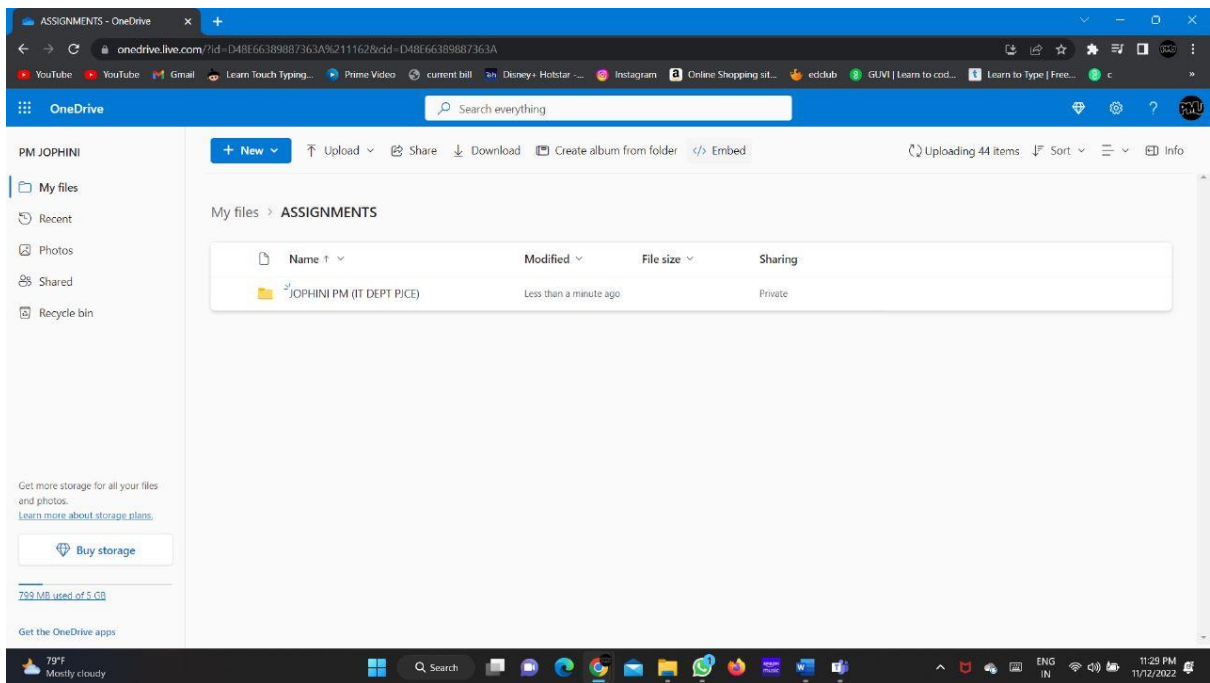 ASSIGNMENTS - OneDrive
onedrive.live.com/?id=D48E66389887363A%211162&cid=D48E66389887363A
YouTube YouTube Gmail Learn Touch Typing... Prime Video current bill Disney+ Hotstar -... Instagram Online Shopping sit... edclub GUVI | Learn to cod... Learn to Type | Free... c »
OneDrive Search everything ?
PM JOPHINI + New Upload Share Download Create album from folder </> Embed Uploading 44 items Sort Info
My files
My files > ASSIGNMENTS
Recent
Photos
Name ↑ Modified File size Sharing
Shared
JOPHINI PM (IT DEPT PJCE) Less than a minute ago Private
Recycle bin
Get more storage for all your files
and photos.
Learn more about storage plans.
Buy storage
799 MB used of 5 GB
Get the OneDrive apps
79°F
Mostly cloudy
Search
ENG
IN
11:29 PM
11/12/2022